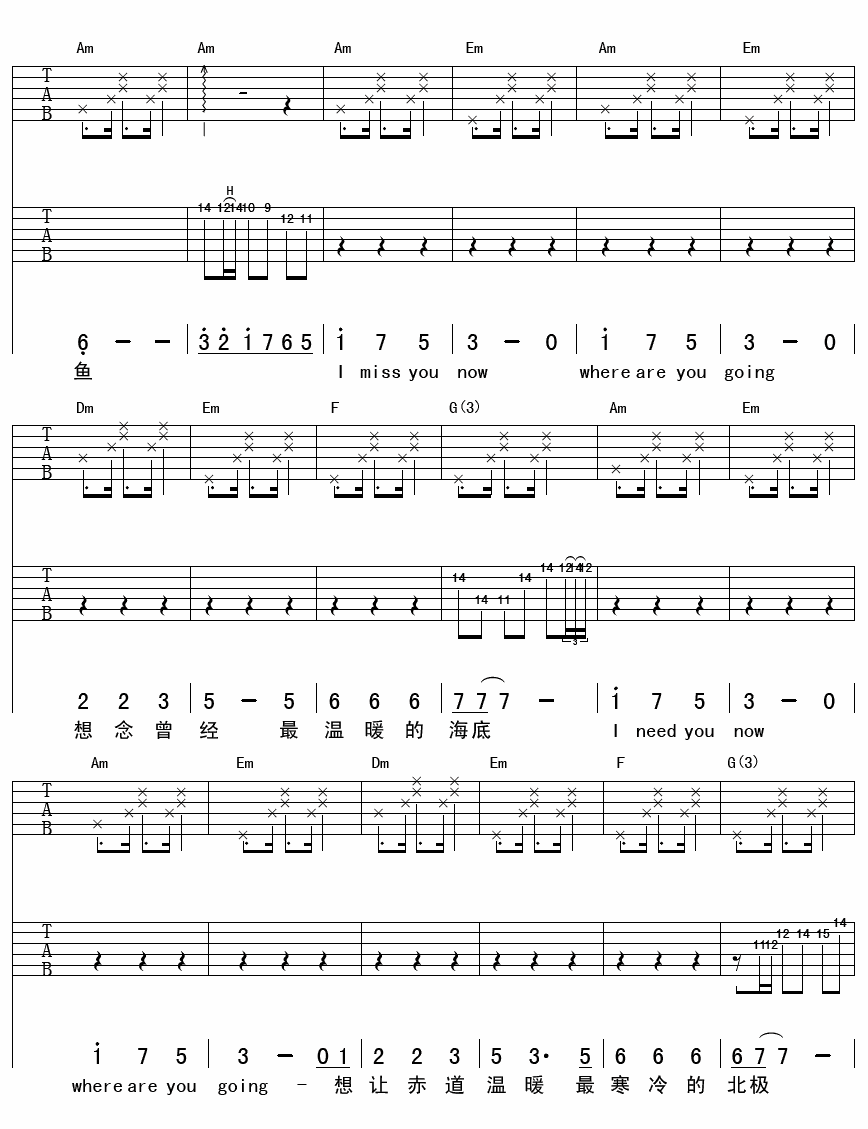 Am Am Am Em Am Em
T A B
H
14 12 14 10 9 12 11
T A B
6 — — | 3 2 1 7 6 5 | 1 7 5 | 3 — 0 | 1 7 5 | 3 — 0
鱼 I miss you now where are you going
Dm Em F G(3) Am Em
T A B
14 14 11 14 14 12 14 12
T A B
3
2 2 3 | 5 — 5 | 6 6 6 | 7 7 7 — | 1 7 5 | 3 — 0
想 念 曾 经 最 温 暖 的 海 底 I need you now
Am Em Dm Em F G(3)
T A B
11 12 12 14 15 14
T A B
1 7 5 | 3 — 0 1 | 2 2 3 | 5 3· 5 | 6 6 6 | 6 7 7 —
where are you going - 想 让 赤 道 温 暖 最 寒 冷 的 北 极